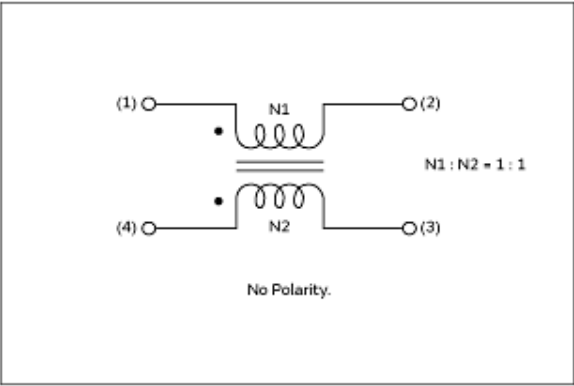 (1)
N1
(2)
N1 : N2 = 1 : 1
(4)
N2
(3)
No Polarity.